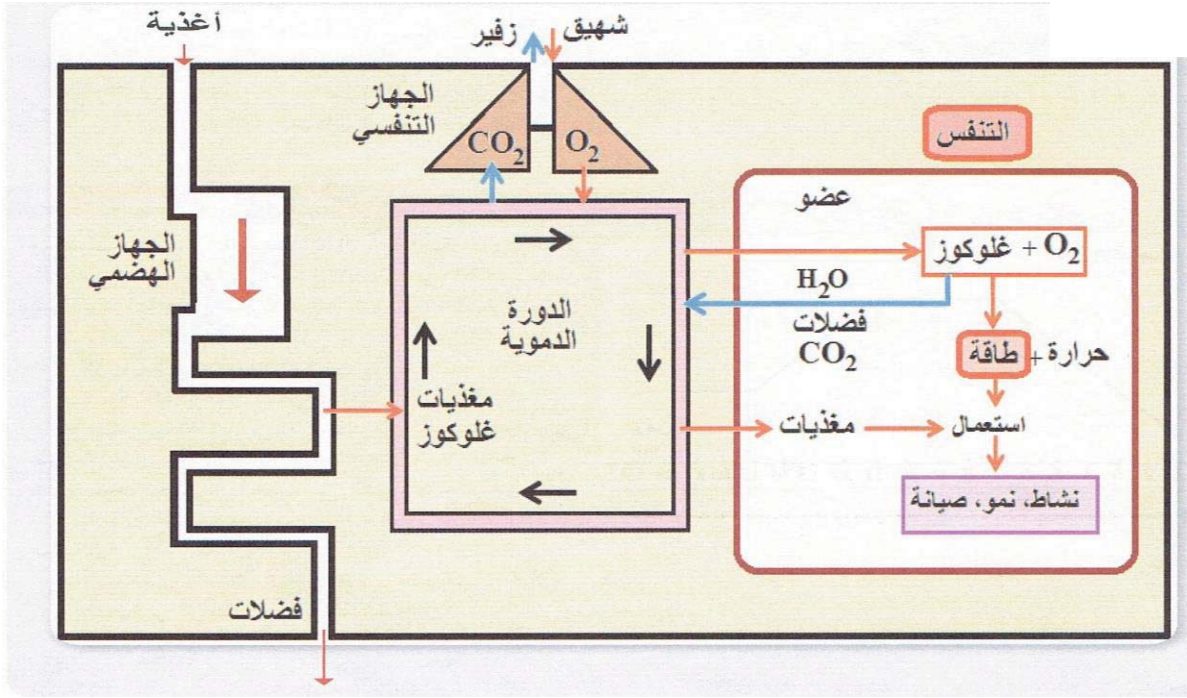 أغذية
زفير
شهيق
الجهاز
التنفسي
CO₂
O₂
التنفس
عضو
غلوكوز + O₂
H₂O
فضلات
CO₂
الجهاز
الهضمي
الدورة
الدموية
طاقة + حرارة
مغذيات
غلوكوز
مغذيات
استعمال
نشاط، نمو، صيانة
فضلات